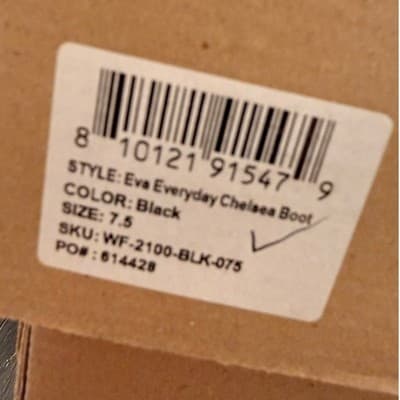 8 10121 91547 9
STYLE: Eva Everyday Chelsea Boot
COLOR: Black
SIZE: 7.5
SKU: WF-2100-BLK-075
PO# : 614428